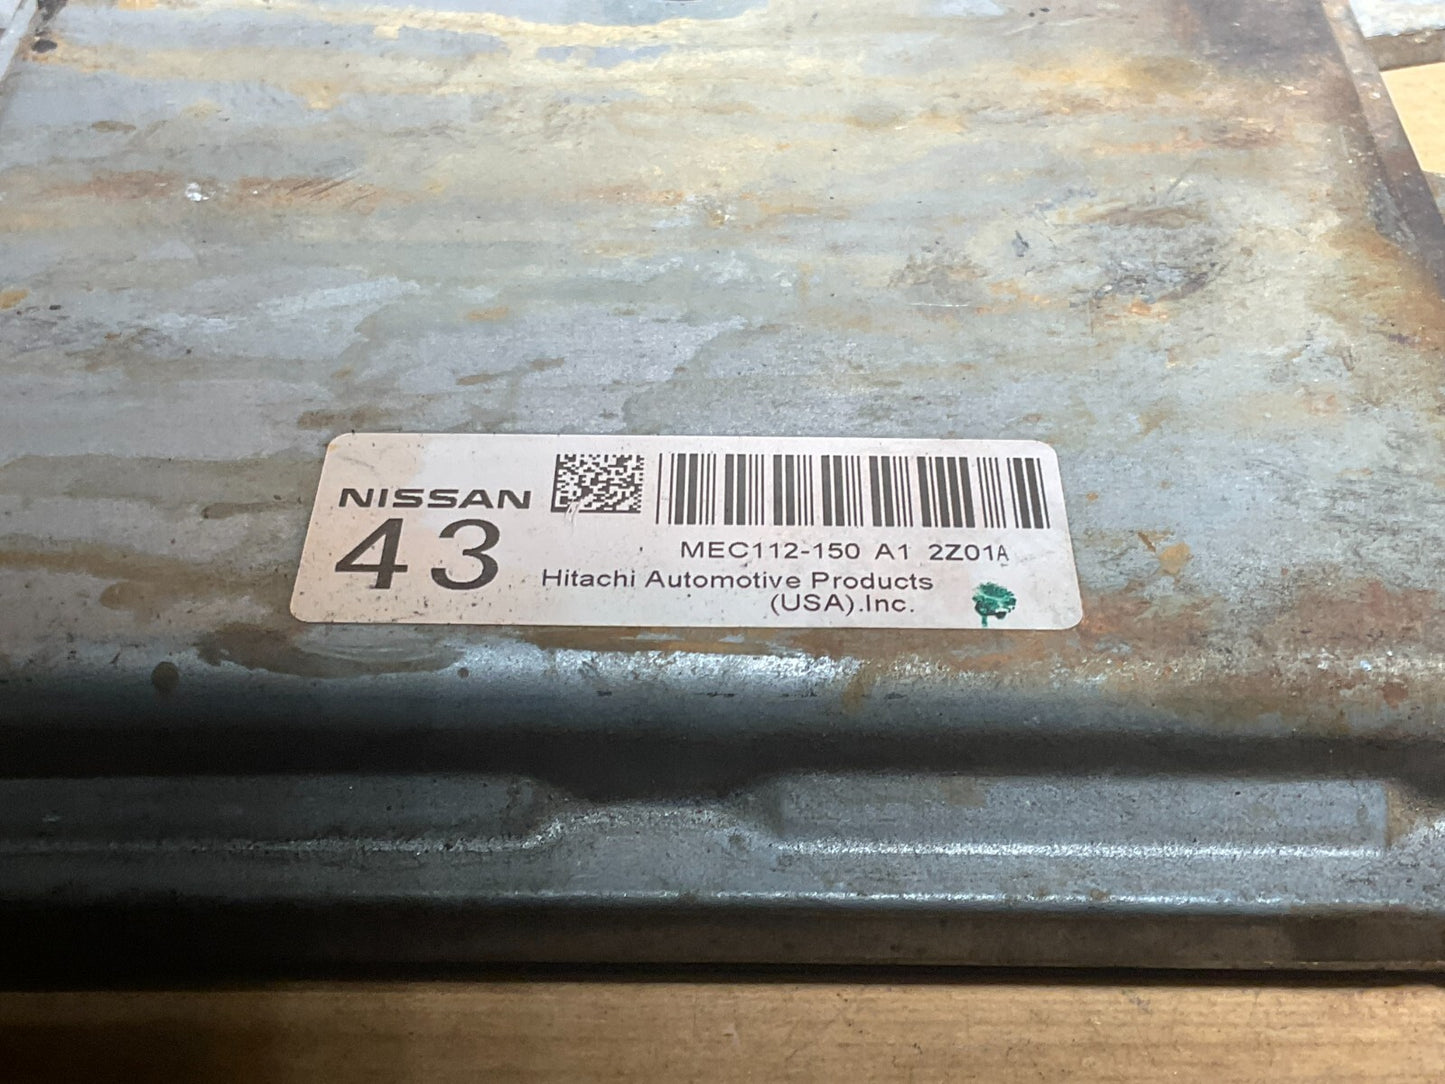 NISSAN
43
MEC112-150 A1 2Z01A
Hitachi Automotive Products
(USA).Inc.